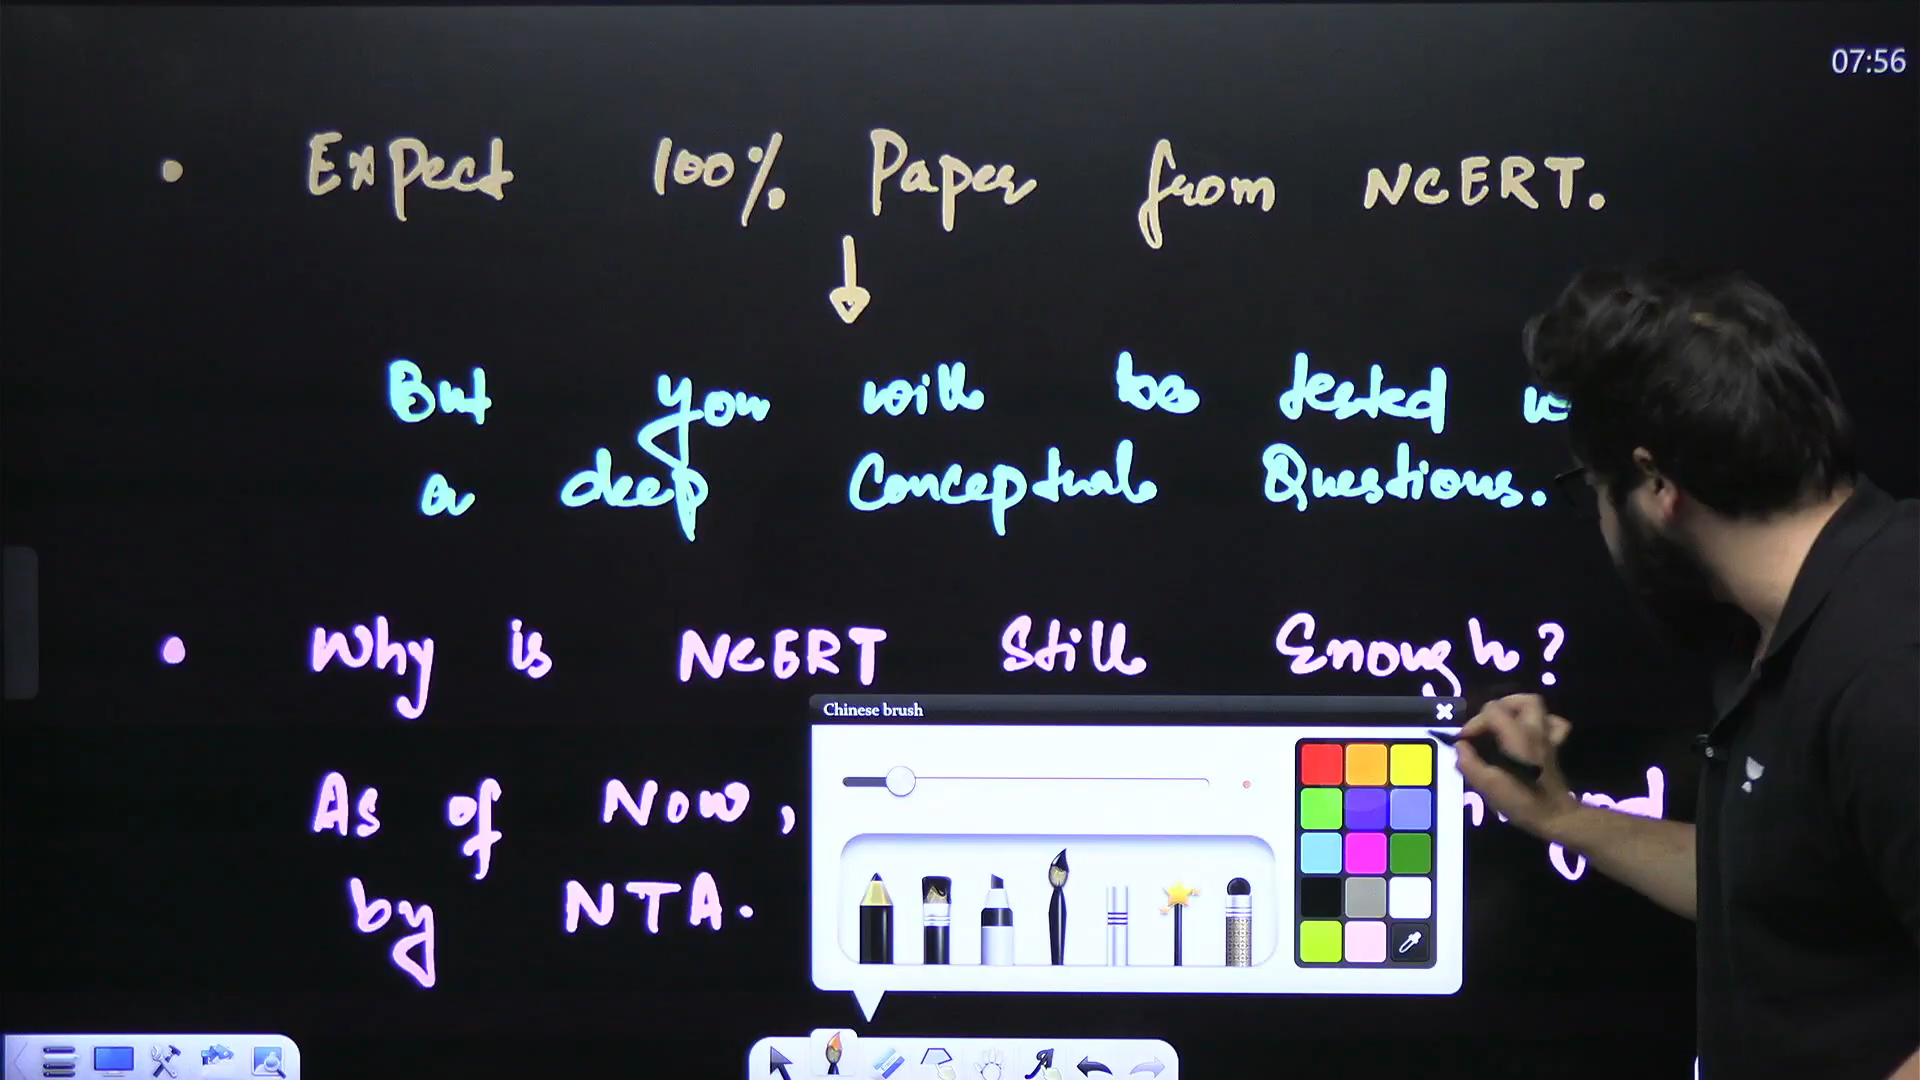 07:56
• Expect 100% Paper from NCERT.
But you will be tested
a deep Conceptual Questions.
• Why is NCERT Still Enough?
Chinese brush
As of Now,
by NTA.